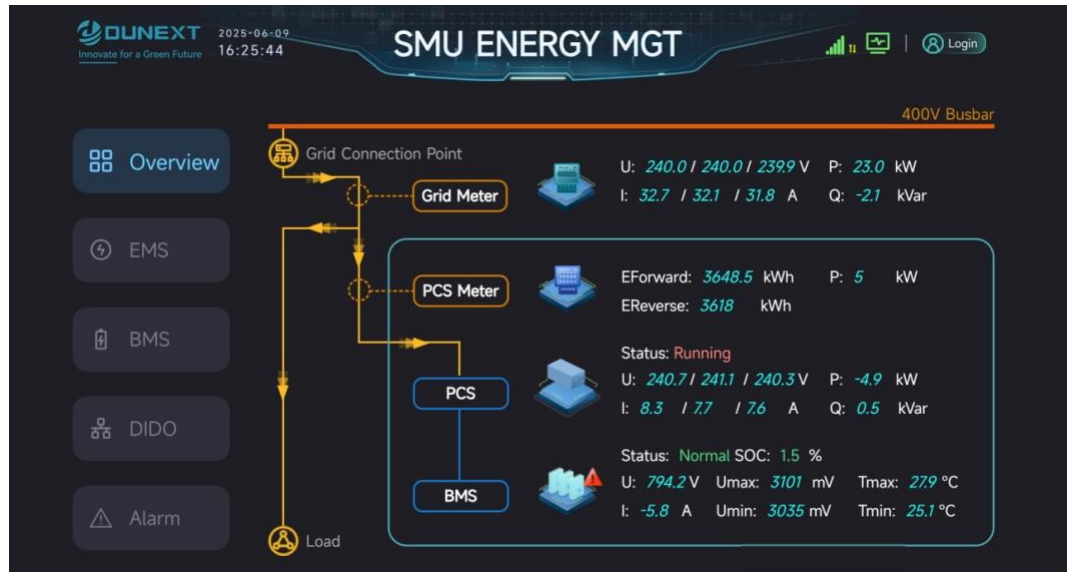 DUNEXT
Innovate for a Green Future
2025-06-09
16:25:44
SMU ENERGY MGT
Login
400V Busbar
Overview
EMS
BMS
DIDO
Alarm
Grid Connection Point
Grid Meter
U: 240.0 / 240.0 / 239.9 V P: 23.0 kW
I: 32.7 / 32.1 / 31.8 A Q: -2.1 kVar
PCS Meter
EForward: 3648.5 kWh P: 5 kW
EReverse: 3618 kWh
PCS
Status: Running
U: 240.7 / 241.1 / 240.3 V P: -4.9 kW
I: 8.3 / 7.7 / 7.6 A Q: 0.5 kVar
BMS
Status: Normal SOC: 1.5 %
U: 794.2 V Umax: 3101 mV Tmax: 27.9 °C
I: -5.8 A Umin: 3035 mV Tmin: 25.1 °C
Load